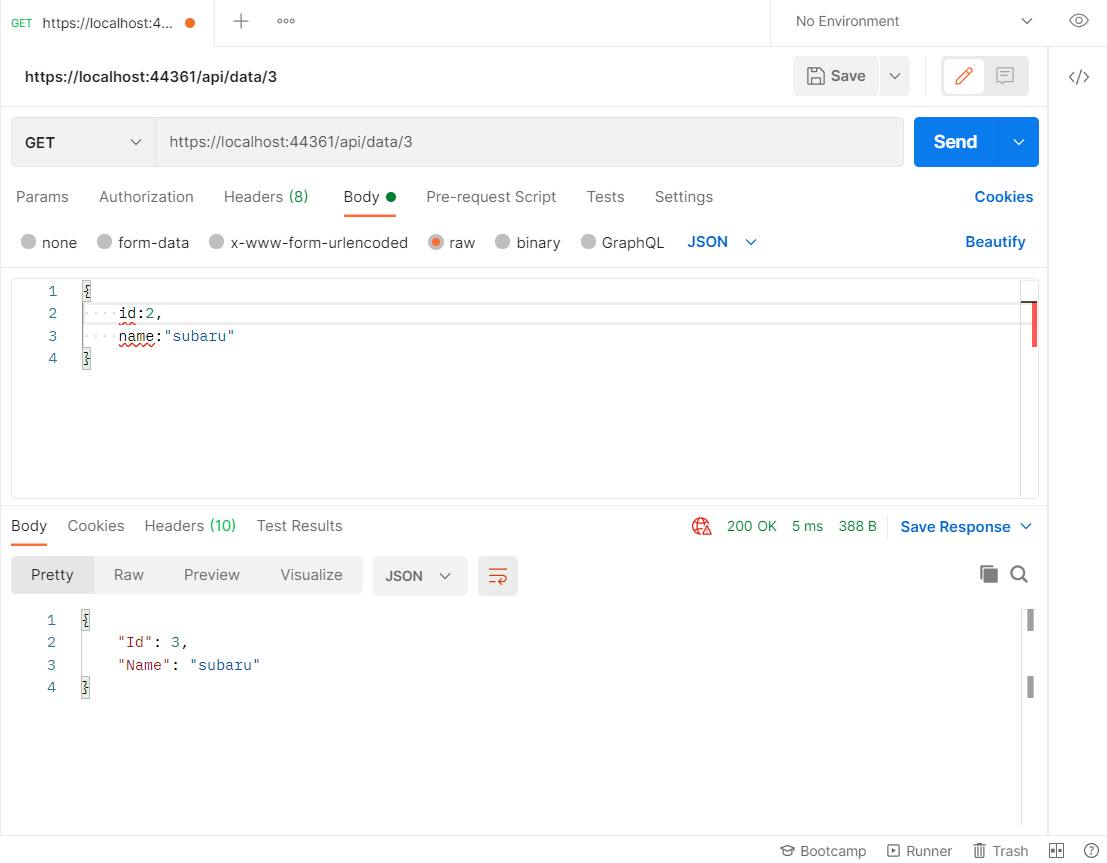 GET https://localhost:4...
No Environment
https://localhost:44361/api/data/3
Save
</>
GET
https://localhost:44361/api/data/3
Send
Params Authorization Headers (8) Body Pre-request Script Tests Settings Cookies
none form-data x-www-form-urlencoded raw binary GraphQL JSON Beautify
1 {
2 id:2,
3 name:"subaru"
4 }
Body Cookies Headers (10) Test Results 200 OK 5 ms 388 B Save Response
Pretty Raw Preview Visualize JSON
1 {
2 "Id": 3,
3 "Name": "subaru"
4 }
Bootcamp Runner Trash